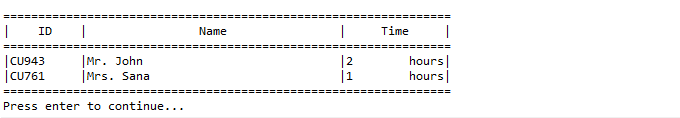 ================================================================
|    ID    |                Name                |     Time     |
================================================================
|CU943     |Mr. John                            |2        hours|
|CU761     |Mrs. Sana                           |1        hours|
================================================================
Press enter to continue...